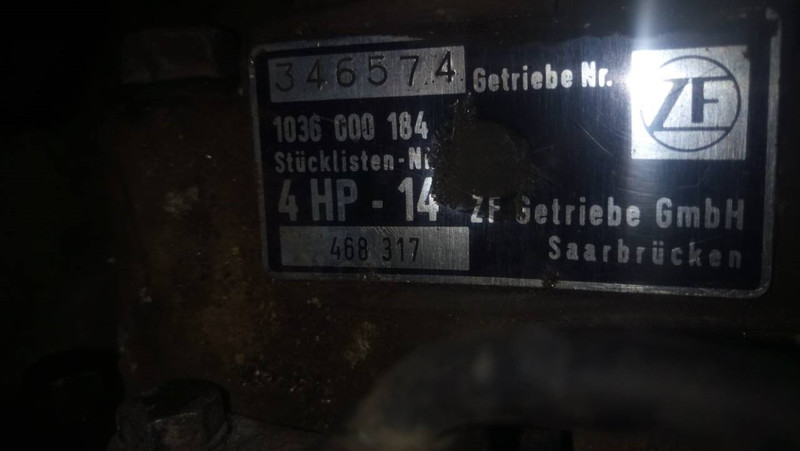 346574 Getriebe Nr. ZF
1036 000 184
Stücklisten-Nr
4 HP - 14 ZF Getriebe GmbH
468 317 Saarbrücken